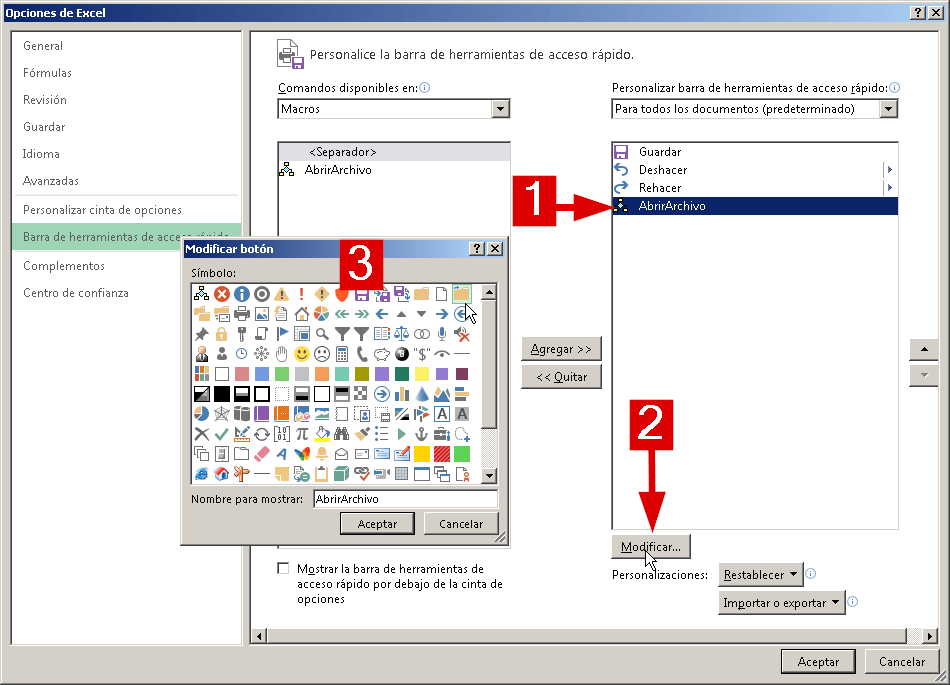 Opciones de Excel
General
Fórmulas
Revisión
Guardar
Idioma
Avanzadas
Personalizar cinta de opciones
Barra de herramientas de acceso rápido
Complementos
Centro de confianza
Personalice la barra de herramientas de acceso rápido.
Comandos disponibles en:
Macros
<Separador>
AbrirArchivo
Personalizar barra de herramientas de acceso rápido:
Para todos los documentos (predeterminado)
Guardar
Deshacer
Rehacer
AbrirArchivo
1
Agregar >>
<< Quitar
2
Modificar...
Personalizaciones:
Restablecer
Importar o exportar
Modificar botón
3
Símbolo:
Nombre para mostrar:
AbrirArchivo
Aceptar
Cancelar
Mostrar la barra de herramientas de
acceso rápido por debajo de la cinta de
opciones
Aceptar
Cancelar